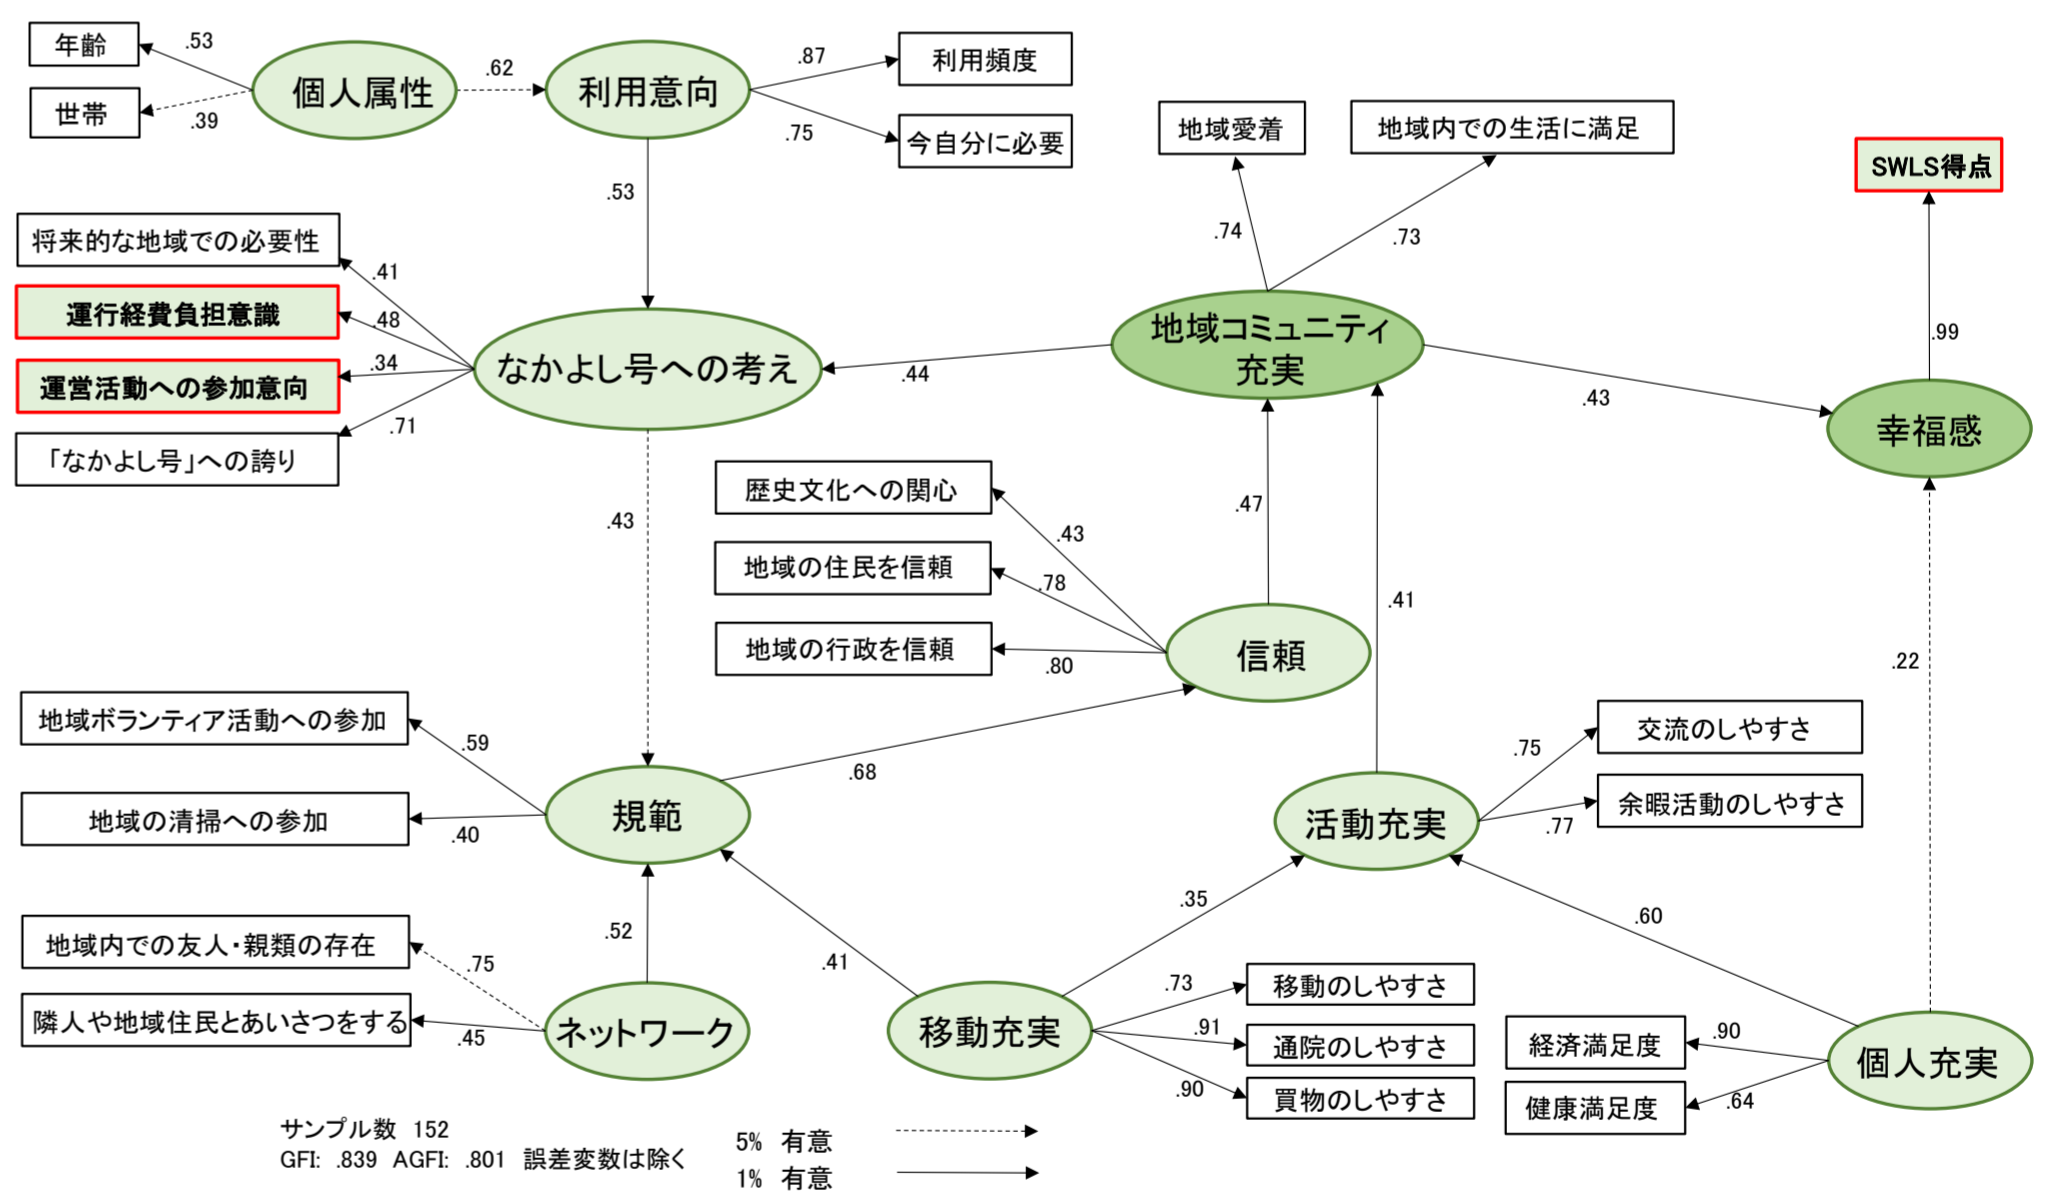 年齢
.53
世帯
.39
個人属性
.62
利用意向
.87
利用頻度
.75
今自分に必要
.53
地域愛着
.74
地域内での生活に満足
.73
SWLS得点
.99
将来的な地域での必要性
.41
運行経費負担意識
.48
運営活動への参加意向
.34
「なかよし号」への誇り
.71
なかよし号への考え
.44
地域コミュニティ
充実
.43
幸福感
.43
歴史文化への関心
.43
地域の住民を信頼
.78
地域の行政を信頼
.80
.47
信頼
.41
.22
地域ボランティア活動への参加
.59
地域の清掃への参加
.40
規範
.68
活動充実
.75
交流のしやすさ
.77
余暇活動のしやすさ
地域内での友人・親類の存在
.75
隣人や地域住民とあいさつをする
.45
.52
ネットワーク
.41
.35
.60
移動充実
.73
移動のしやすさ
.91
通院のしやすさ
.90
買物のしやすさ
経済満足度
.90
健康満足度
.64
個人充実
サンプル数 152
GFI: .839 AGFI: .801 誤差変数は除く
5% 有意
1% 有意